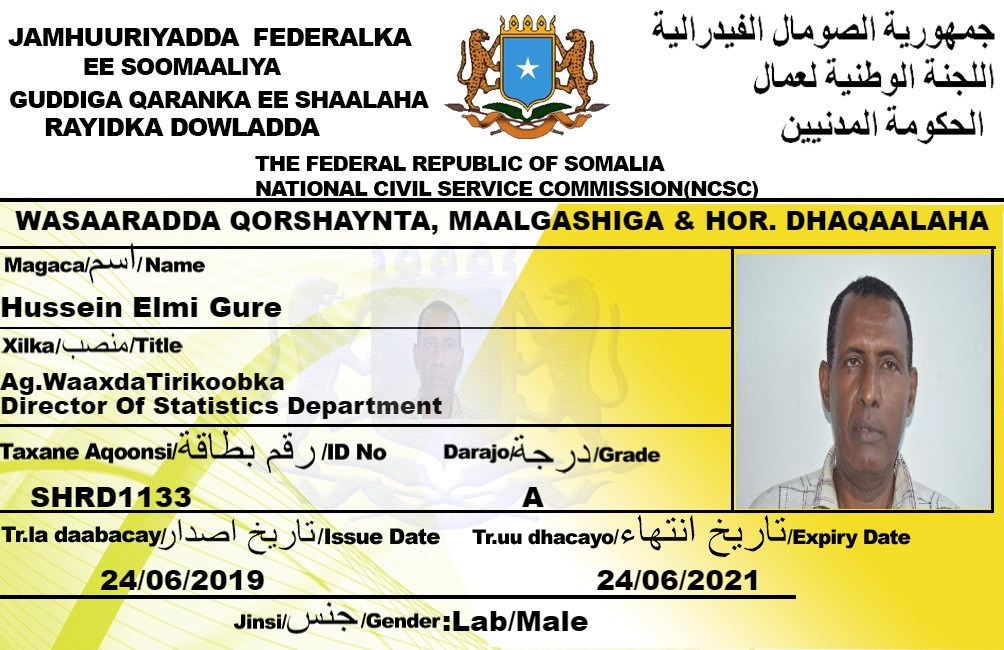 JAMHUURIYADDA FEDERALKA
EE SOOMAALIYA
GUDDIGA QARANKA EE SHAALAHA
RAYIDKA DOWLADDA
جمهورية الصومال الفيدرالية
اللجنة الوطنية لعمال
الحكومة المدنيين
THE FEDERAL REPUBLIC OF SOMALIA
NATIONAL CIVIL SERVICE COMMISSION(NCSC)
WASAARADDA QORSHAYNTA, MAALGASHIGA & HOR. DHAQAALAHA
Magaca/اسم/Name
Hussein Elmi Gure
Xilka/منصب/Title
Ag.WaaxdaTirikoobka
Director Of Statistics Department
Taxane Aqoonsi/رقم بطاقة/ID No
Darajo/درجة/Grade
SHRD1133
A
Tr.la daabacay/تاريخ اصدار/Issue Date
Tr.uu dhacayo/تاريخ انتهاء/Expiry Date
24/06/2019
24/06/2021
Jinsi/جنس/Gender:Lab/Male